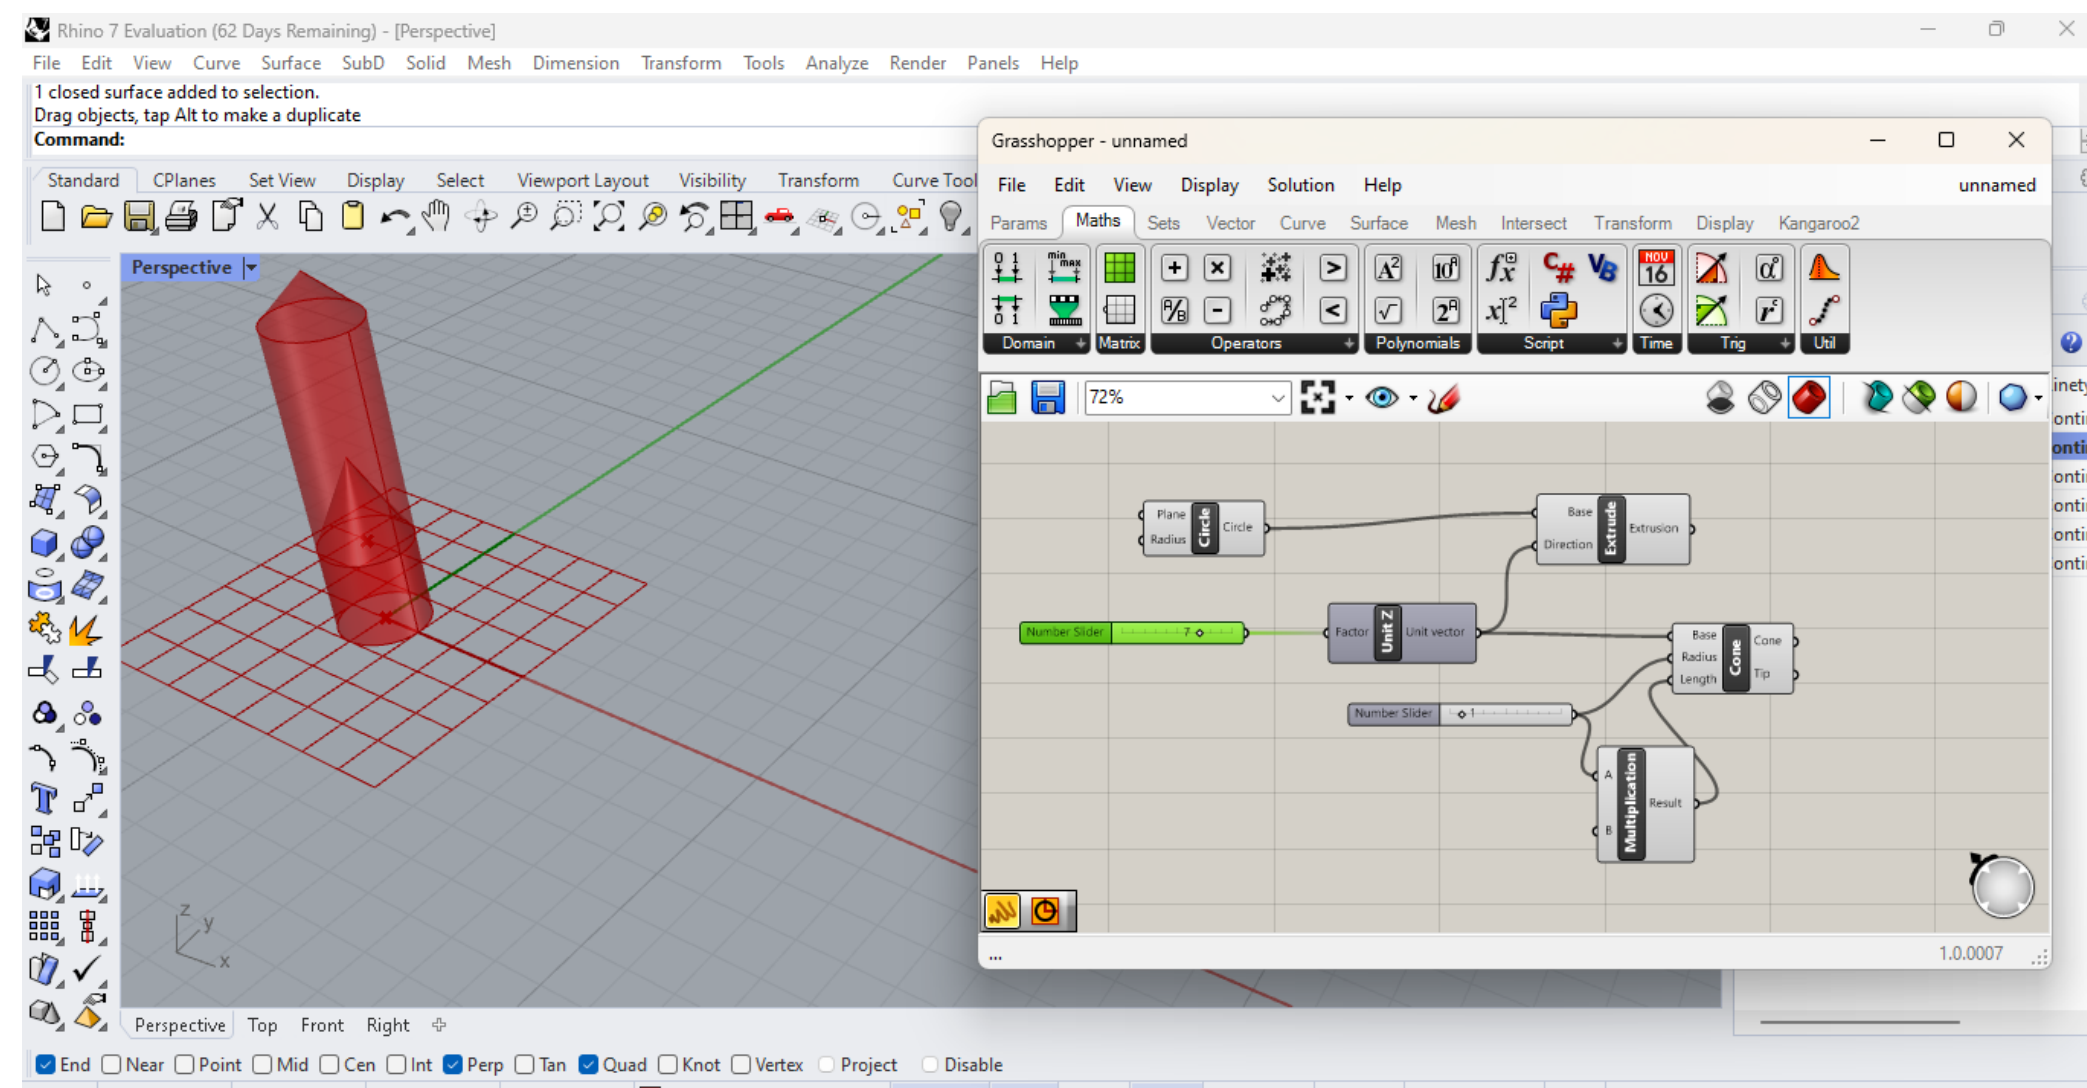 Rhino 7 Evaluation (62 Days Remaining) - [Perspective]
File Edit View Curve Surface SubD Solid Mesh Dimension Transform Tools Analyze Render Panels Help
1 closed surface added to selection.
Drag objects, tap Alt to make a duplicate
Command:
Standard CPlanes Set View Display Select Viewport Layout Visibility Transform Curve Tool
Perspective
Grasshopper - unnamed
File Edit View Display Solution Help unnamed
Params Maths Sets Vector Curve Surface Mesh Intersect Transform Display Kangaroo2
Domain Matrix Operators Polynomials Script Time Trig Util
NOV
16
72%
Plane
Radius
Circle
Circle
Base
Direction
Extrude
Extrusion
Number Slider 7
Factor
Unit Z
Unit vector
Base
Radius
Length
Cone
Cone
Tip
Number Slider 1
A
B
Multiplication
Result
...
1.0.0007
z
y
x
Perspective Top Front Right
End Near Point Mid Cen Int Perp Tan Quad Knot Vertex Project Disable